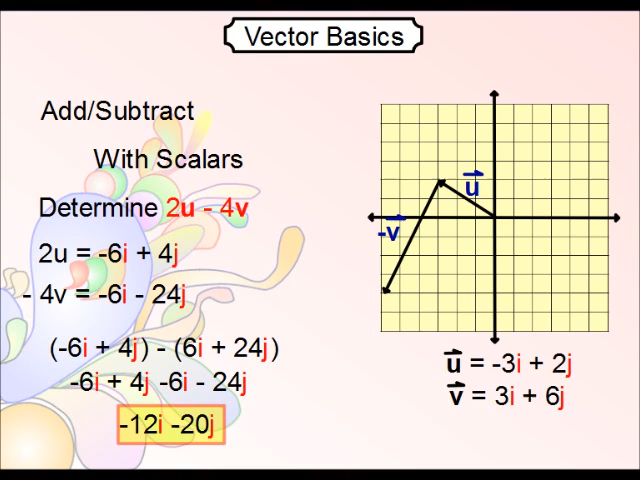 Vector Basics
Add/Subtract
With Scalars
Determine 2u - 4v
2u = -6i + 4j
- 4v = -6i - 24j
(-6i + 4j) - (6i + 24j)
-6i + 4j -6i - 24j
-12i -20j
u
-v
u = -3i + 2j
v = 3i + 6j